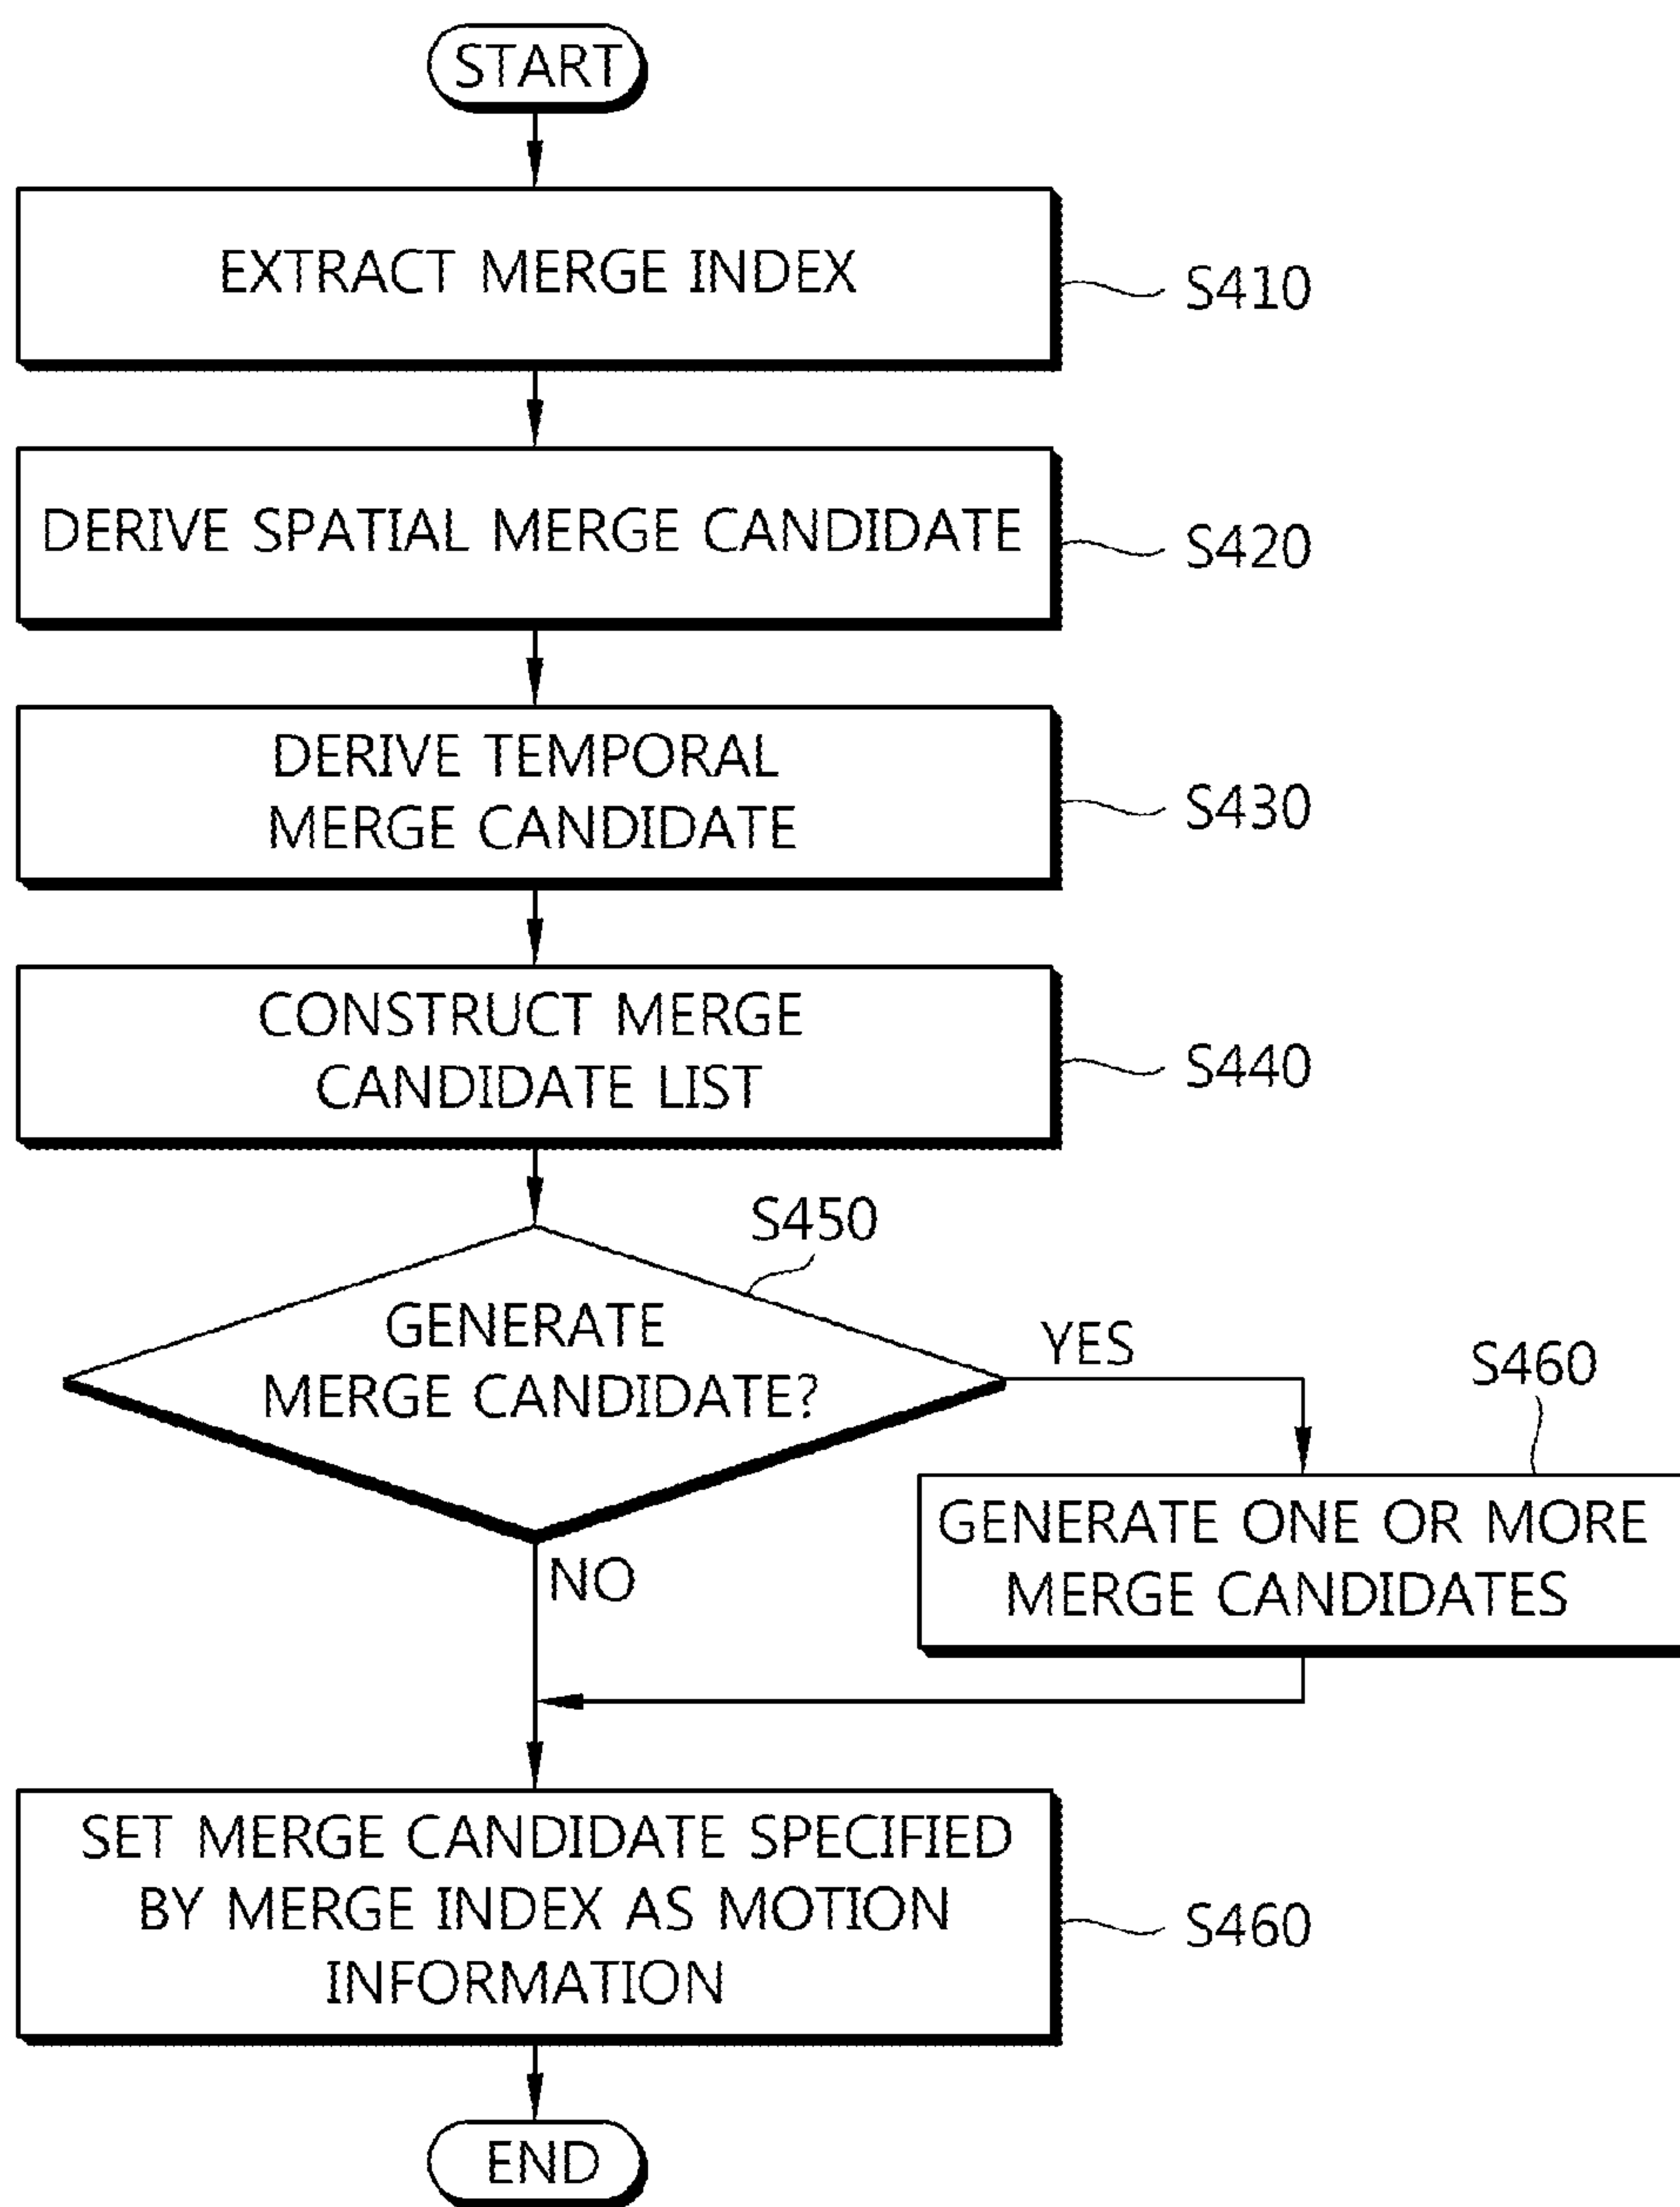 START
EXTRACT MERGE INDEX
S410
DERIVE SPATIAL MERGE CANDIDATE
S420
DERIVE TEMPORAL
MERGE CANDIDATE
S430
CONSTRUCT MERGE
CANDIDATE LIST
S440
S450
GENERATE
MERGE CANDIDATE?
YES
S460
GENERATE ONE OR MORE
MERGE CANDIDATES
NO
SET MERGE CANDIDATE SPECIFIED
BY MERGE INDEX AS MOTION
INFORMATION
S460
END